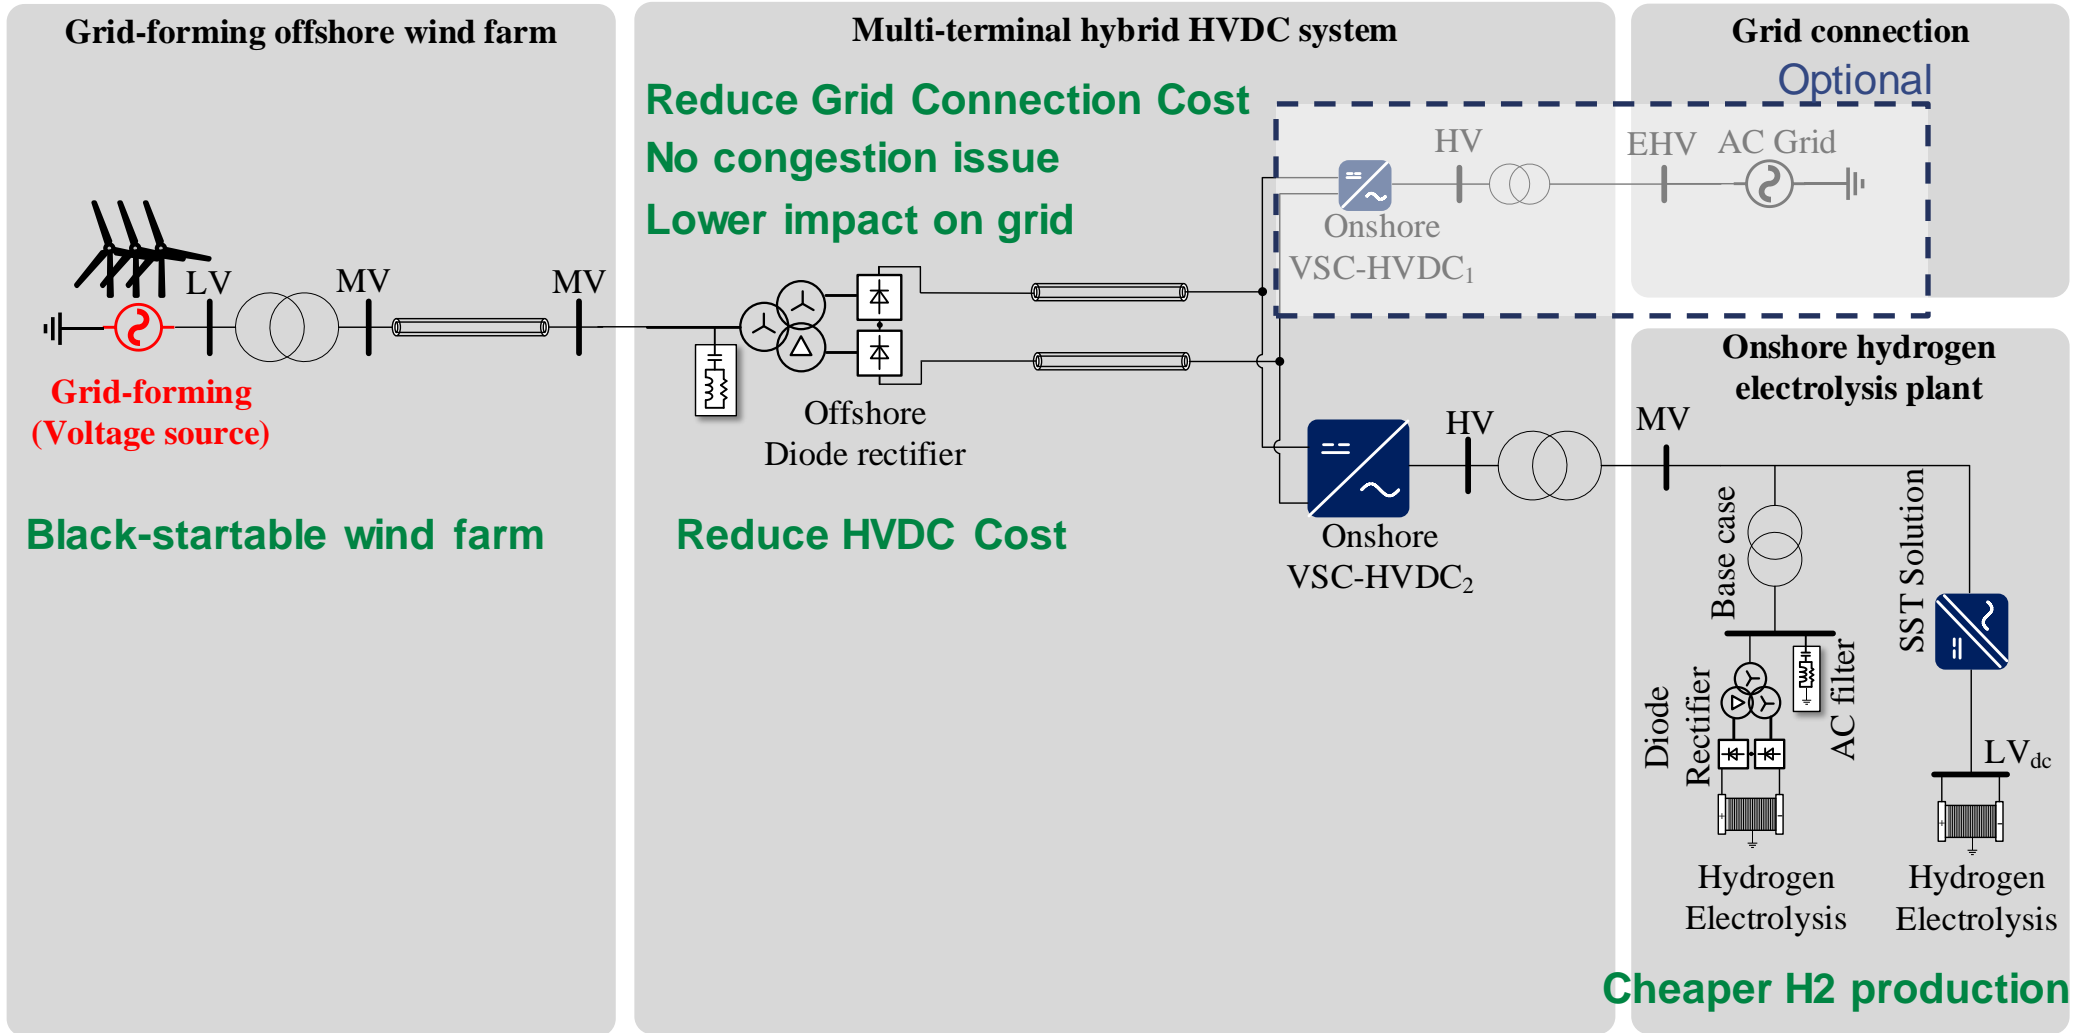 Grid-forming offshore wind farm
LV
MV
MV
Grid-forming
(Voltage source)
Black-startable wind farm
Multi-terminal hybrid HVDC system
Reduce Grid Connection Cost
No congestion issue
Lower impact on grid
Offshore
Diode rectifier
Reduce HVDC Cost
Onshore
VSC-HVDC1
HV
Onshore
VSC-HVDC2
HV
Grid connection
Optional
EHV
AC Grid
Onshore hydrogen
electrolysis plant
MV
Base case
SST Solution
Diode
Rectifier
AC filter
LVdc
Hydrogen
Electrolysis
Hydrogen
Electrolysis
Cheaper H2 production